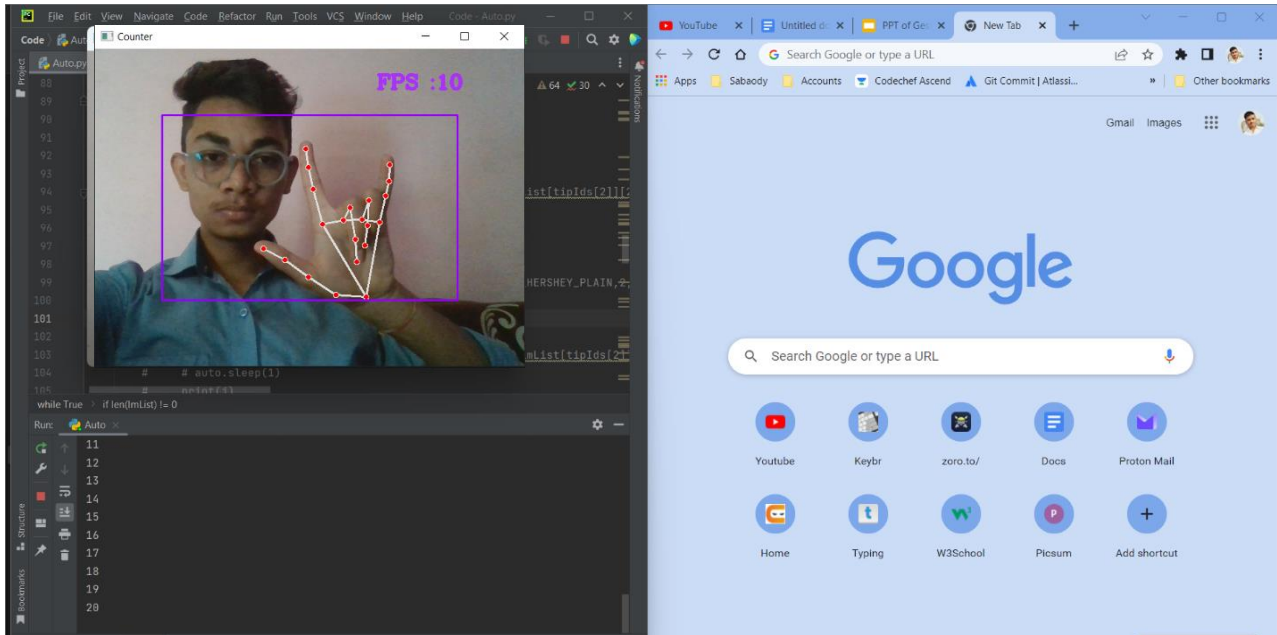 File Edit View Navigate Code Refactor Run Tools VCS Window Help Code - Auto.py
Code
Auto.py
Counter
FPS :10
64 30
Project
Notifications
88
89
90
91
92
93
94 ist[tipIds[2]][2
95
96
97
98
99 HERSHEY_PLAIN,2,
100
101
102
103 mList[tipIds[2]
104 # # auto.sleep(1)
105 # print(i)
while True if len(lmList) != 0
Run: Auto
11
12
13
14
15
16
17
18
19
20
Structure
Bookmarks
YouTube Untitled PPT of New Tab
Search Google or type a URL
Apps Sabaody Accounts Codechef Ascend Git Commit | Atlassi... » Other bookmarks
Gmail Images
Google
Search Google or type a URL
Youtube Keybr zoro.to/ Docs Proton Mail
Home Typing W3School Picsum Add shortcut